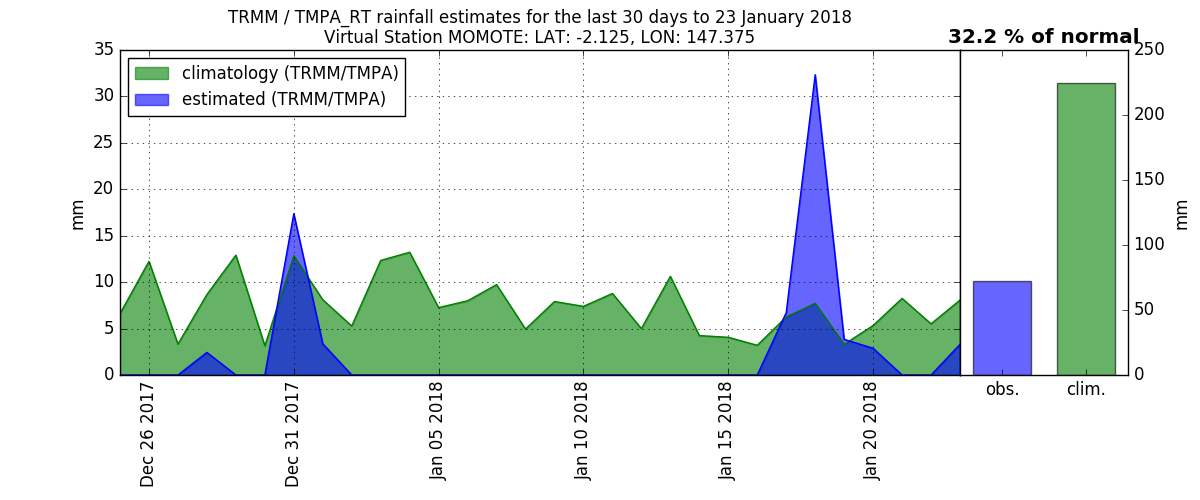 TRMM / TMPA_RT rainfall estimates for the last 30 days to 23 January 2018
Virtual Station MOMOTE: LAT: -2.125, LON: 147.375
32.2 % of normal
climatology (TRMM/TMPA)
estimated (TRMM/TMPA)
35
30
25
20
15
10
5
0
mm
Dec 26 2017
Dec 31 2017
Jan 05 2018
Jan 10 2018
Jan 15 2018
Jan 20 2018
obs.
clim.
250
200
150
100
50
0
mm